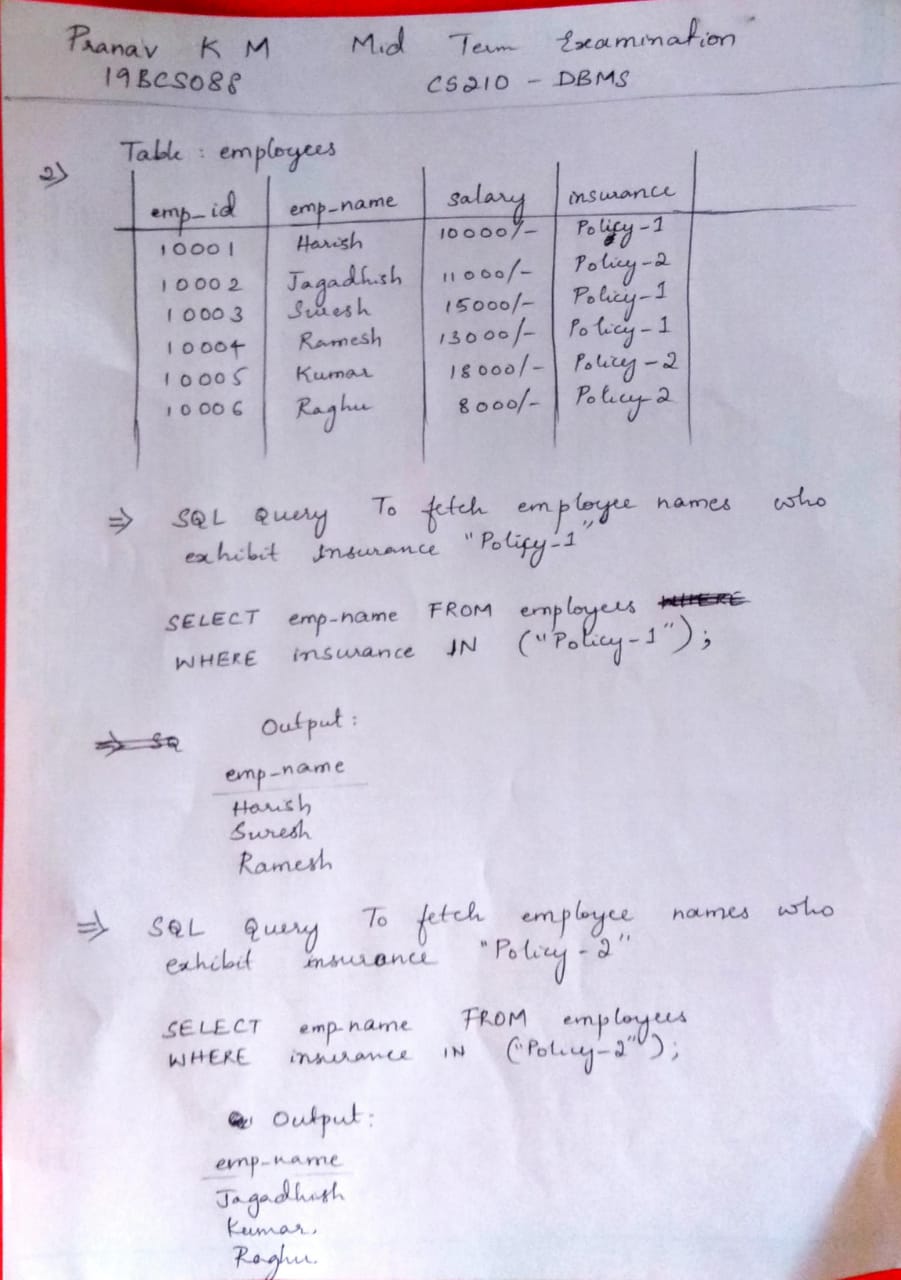 Pranav K M Mid Term Examination
19BCS088 CS210 - DBMS
2) Table : employees
emp_id emp-name salary insurance
10001 Harish 10000/- Policy-1
10002 Jagadhish 11000/- Policy-2
10003 Suresh 15000/- Policy-1
10004 Ramesh 13000/- Policy-1
10005 Kumar 18000/- Policy-2
10006 Raghu 8000/- Policy-2
⇒ SQL Query To fetch employee names who
exhibit insurance "Policy-1"
SELECT emp-name FROM employees WHERE
WHERE insurance IN ("Policy-1");
⇒ SQ Output:
emp-name
Harish
Suresh
Ramesh
⇒ SQL Query To fetch employee names who
exhibit insurance "Policy-2"
SELECT emp-name FROM employees
WHERE insurance IN ("Policy-2");
Output:
emp-name
Jagadhish
Kumar.
Raghu.